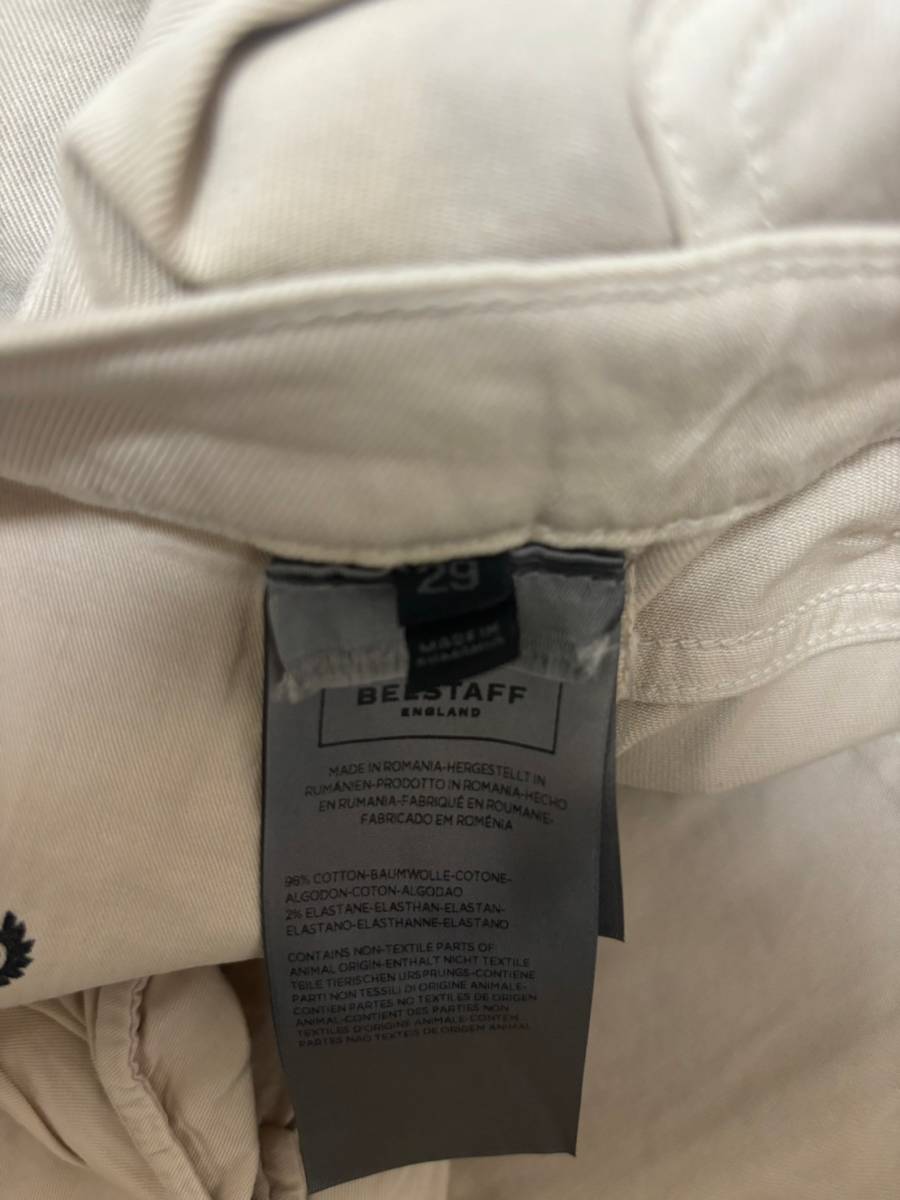 29
MADE IN
BELSTAFF
ENGLAND
MADE IN ROMANIA-HERGESTELLT IN
RUMÄNIEN-PRODOTTO IN ROMANIA-HECHO
EN RUMANIA-FABRIQUÉ EN ROUMANIE-
FABRICADO EM ROMÉNIA
98% COTTON-BAUMWOLLE-COTONE-
ALGODON-COTON-ALGODAO
2% ELASTANE-ELASTHAN-ELASTAN-
ELASTANO-ELASTHANNE-ELASTANO
CONTAINS NON-TEXTILE PARTS OF
ANIMAL ORIGIN-ENTHALT NICHT TEXTILE
TEILE TIERISCHEN URSPRUNGS-CONTIENE
PARTI NON TESSILI DI ORIGINE ANIMALE-
CONTIEN PARTES NO TEXTILES DE ORIGEN
ANIMAL-CONTIENT DES PARTIES NON
TEXTILES D'ORIGINE ANIMALE-CONTEM
PARTES NAO TEXTEIS DE ORIGEM ANIMAL